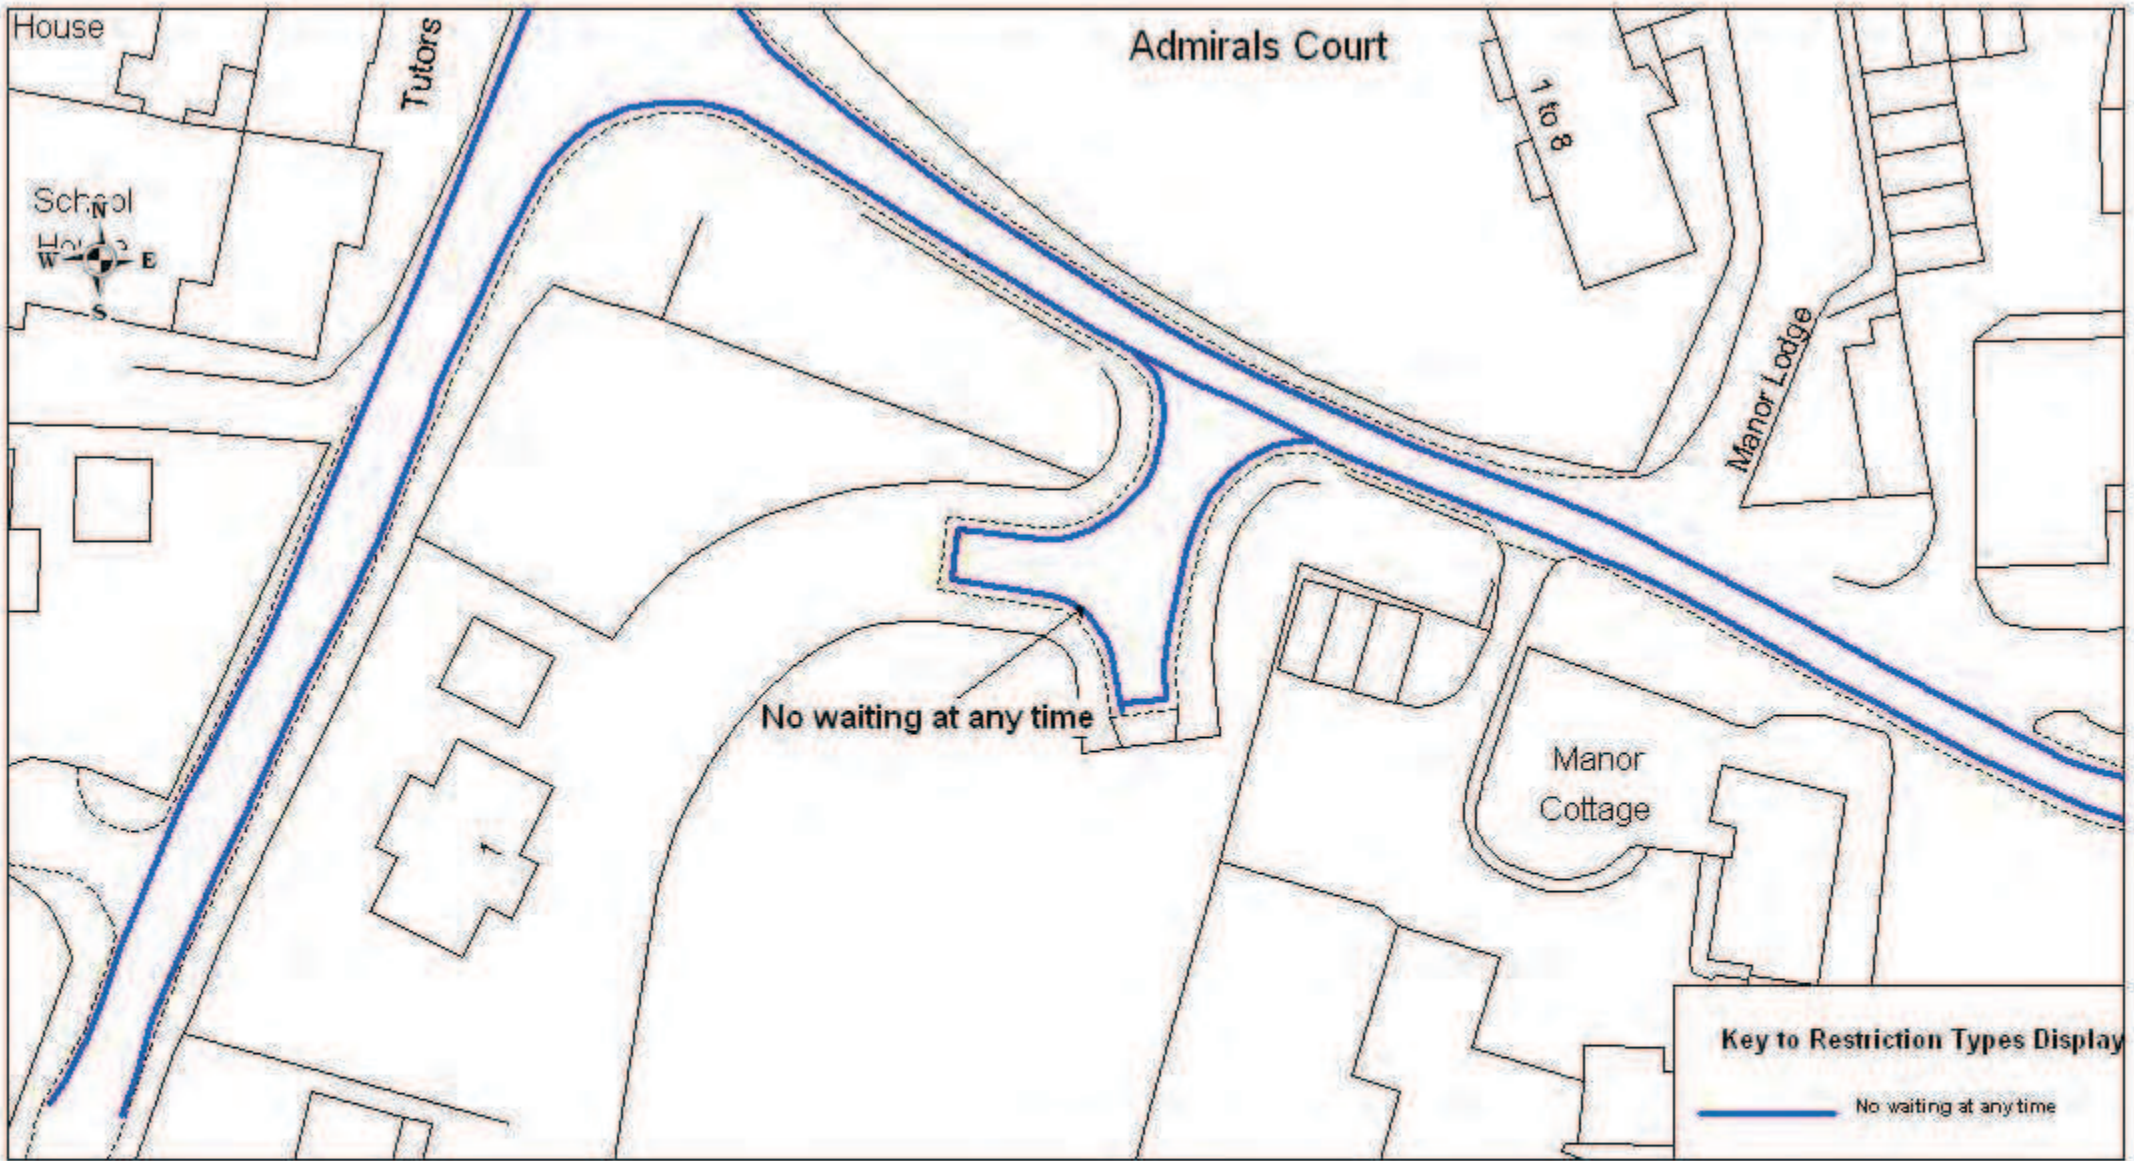 House
Tutors
Admirals Court
1 to 8
School
N
W E
S
Manor Lodge
No waiting at any time
Manor
Cottage
Key to Restriction Types Display
No waiting at any time